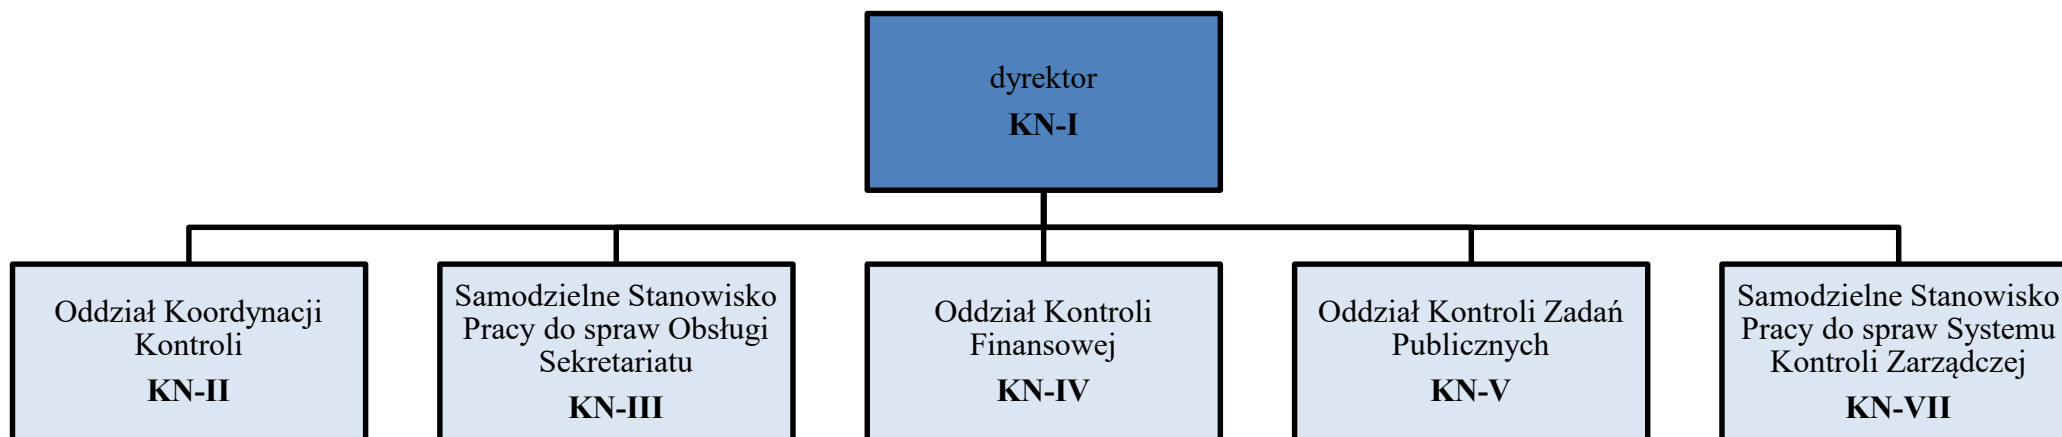 dyrektor
KN-I
Oddział Koordynacji
Kontroli
KN-II
Samodzielne Stanowisko
Pracy do spraw Obsługi
Sekretariatu
KN-III
Oddział Kontroli
Finansowej
KN-IV
Oddział Kontroli Zadań
Publicznych
KN-V
Samodzielne Stanowisko
Pracy do spraw Systemu
Kontroli Zarządczej
KN-VII